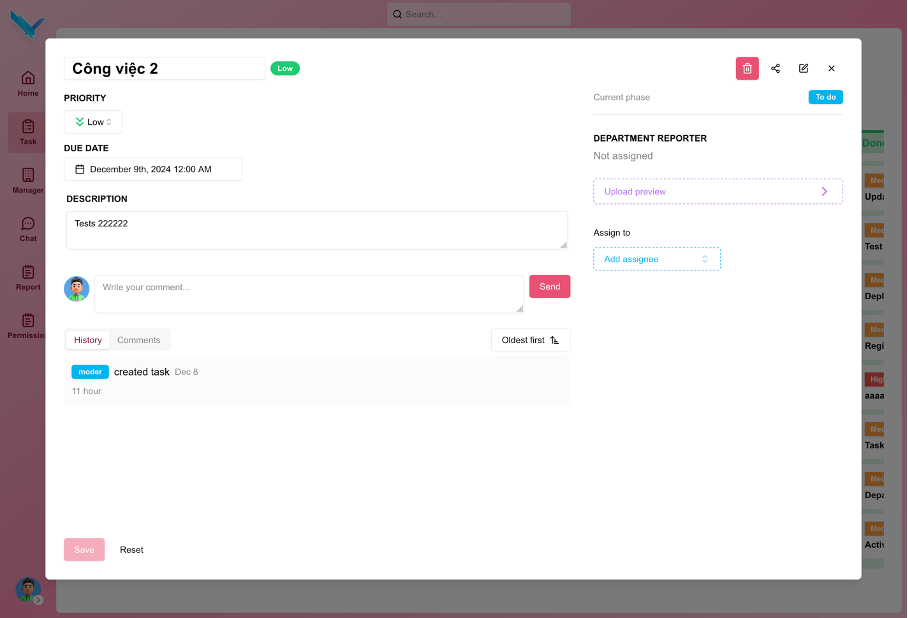 Search...
Home
Task
Manager
Chat
Report
Permissio
Công việc 2
Low
PRIORITY
Low
DUE DATE
December 9th, 2024 12:00 AM
DESCRIPTION
Tests 222222
Write your comment...
Send
History
Comments
Oldest first
moder created task Dec 8
11 hour
Save
Reset
Current phase
To do
DEPARTMENT REPORTER
Not assigned
Upload preview
Assign to
Add assignee
Done
Med
Upda
Med
Test
Med
Depl
Med
Regi
High
aaaa
Med
Task
Med
Depa
Med
Activ